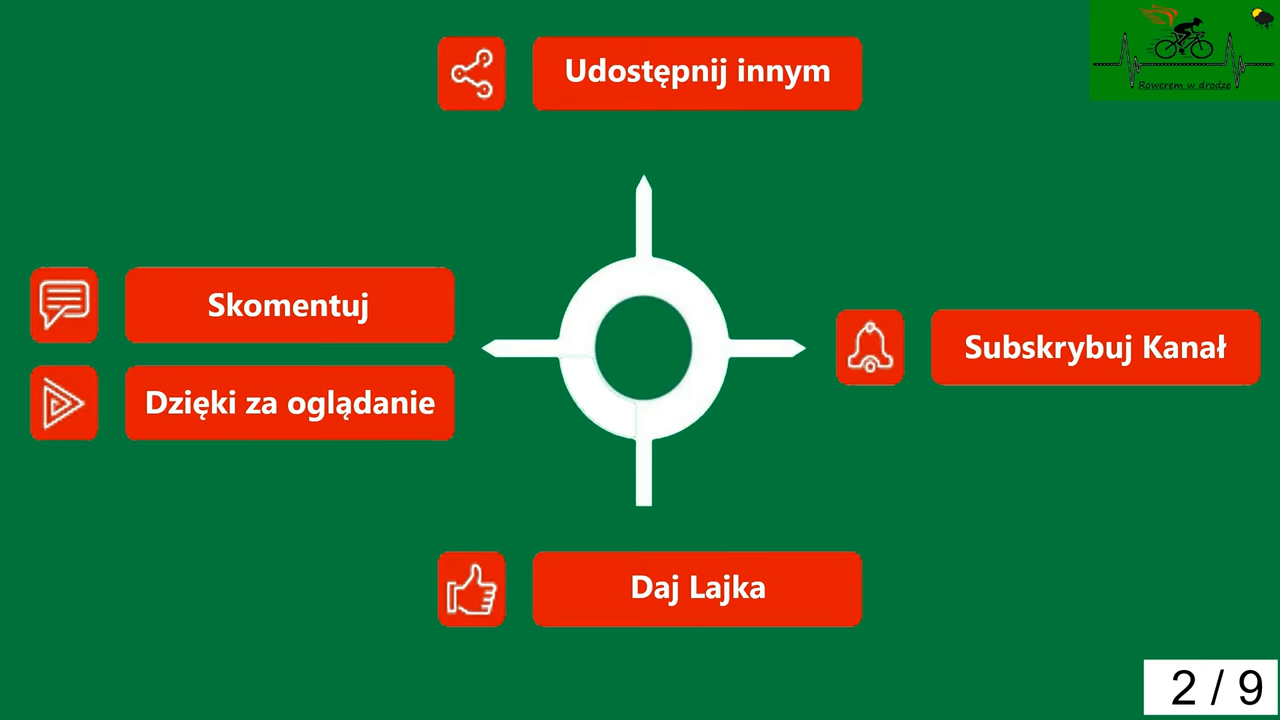 Udostępnij innym
Rowerem w drodze
Skomentuj
Subskrybuj Kanał
Dzięki za oglądanie
Daj Lajka
2 / 9